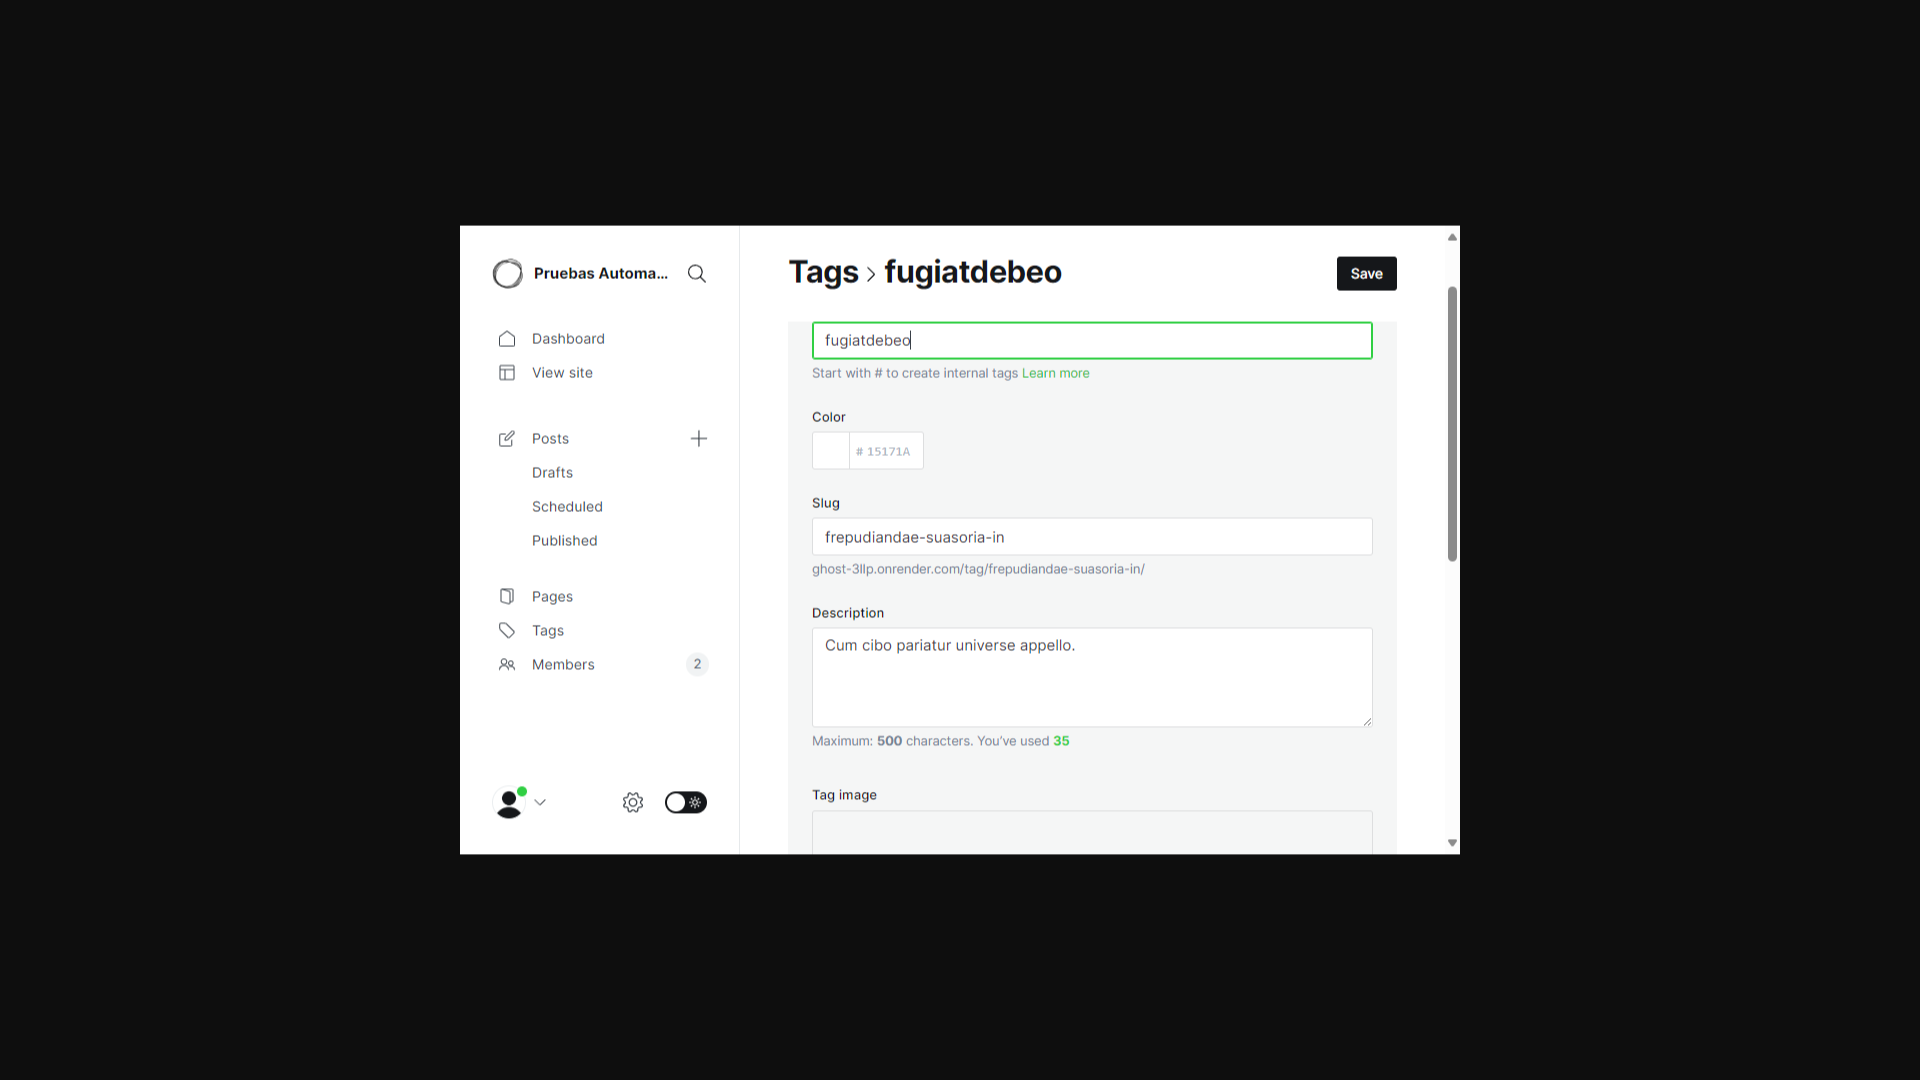 Pruebas Automa...
Dashboard
View site
Posts
Drafts
Scheduled
Published
Pages
Tags
Members 2
Tags › fugiatdebeo
Save
fugiatdebeo
Start with # to create internal tags Learn more
Color
# 15171A
Slug
frepudiandae-suasoria-in
ghost-3llp.onrender.com/tag/frepudiandae-suasoria-in/
Description
Cum cibo pariatur universe appello.
Maximum: 500 characters. You've used 35
Tag image